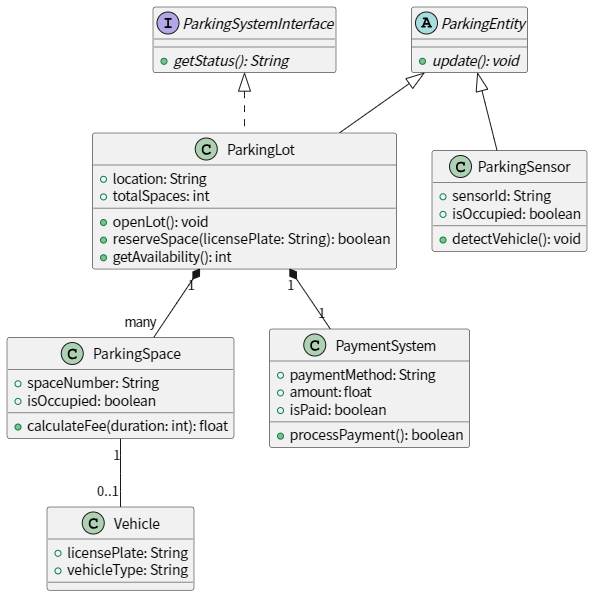 I ParkingSystemInterface
getStatus(): String
A ParkingEntity
update(): void
C ParkingLot
location: String
totalSpaces: int
openLot(): void
reserveSpace(licensePlate: String): boolean
getAvailability(): int
C ParkingSensor
sensorId: String
isOccupied: boolean
detectVehicle(): void
1
many
1
1
C ParkingSpace
spaceNumber: String
isOccupied: boolean
calculateFee(duration: int): float
C PaymentSystem
paymentMethod: String
amount: float
isPaid: boolean
processPayment(): boolean
1
0..1
C Vehicle
licensePlate: String
vehicleType: String